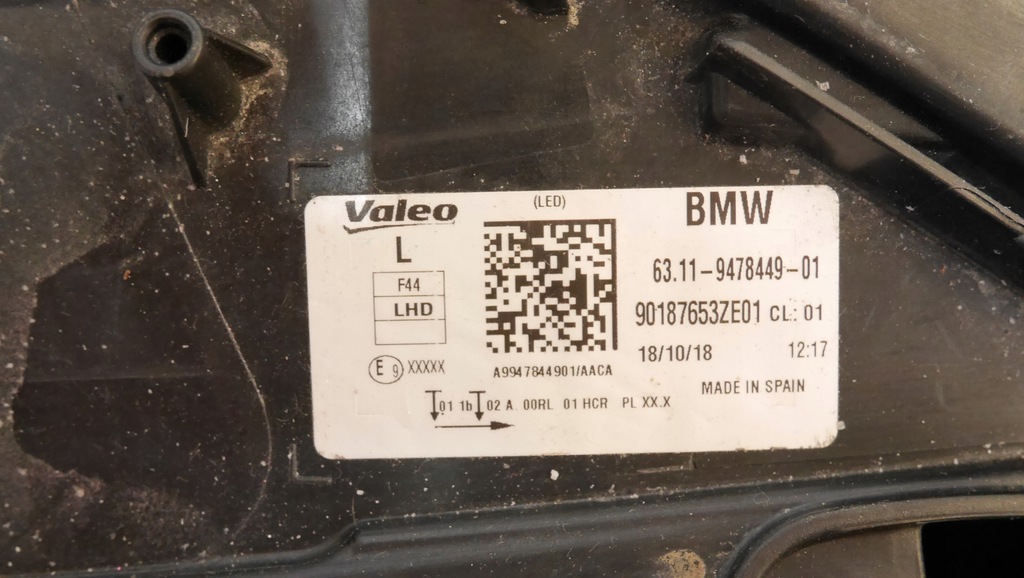 Valeo
(LED)
BMW
L
F44
LHD
63.11-9478449-01
90187653ZE01 CL: 01
18/10/18 12:17
E 9 XXXXX
A9947844901/AACA
MADE IN SPAIN
01 1b 02 A 00RL 01 HCR PL XX.X